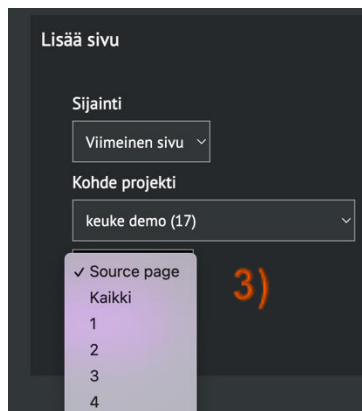 Lisää sivu
Sijainti
Viimeinen sivu
Kohde projekti
keuke demo (17)
✓ Source page
3)
Kaikki
1
2
3
4